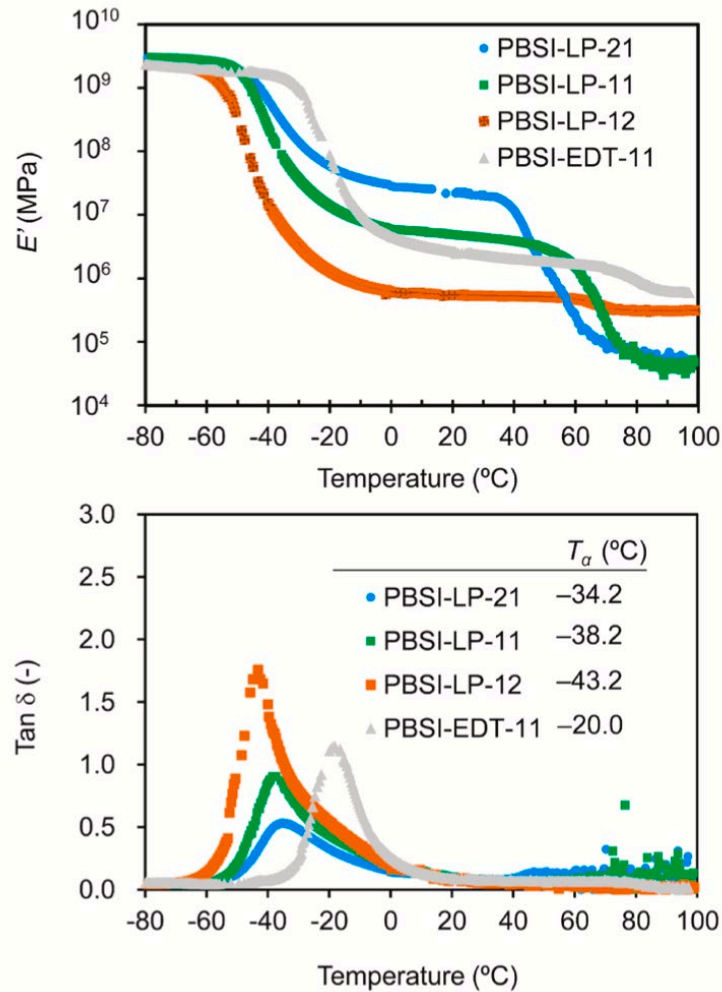 10¹⁰
10⁹
10⁸
10⁷
10⁶
10⁵
10⁴
E' (MPa)
PBSI-LP-21
PBSI-LP-11
PBSI-LP-12
PBSI-EDT-11
-80 -60 -40 -20 0 20 40 60 80 100
Temperature (ºC)
3.0
2.5
2.0
1.5
1.0
0.5
0.0
Tan δ (-)
Tα (ºC)
PBSI-LP-21 –34.2
PBSI-LP-11 –38.2
PBSI-LP-12 –43.2
PBSI-EDT-11 –20.0
-80 -60 -40 -20 0 20 40 60 80 100
Temperature (ºC)